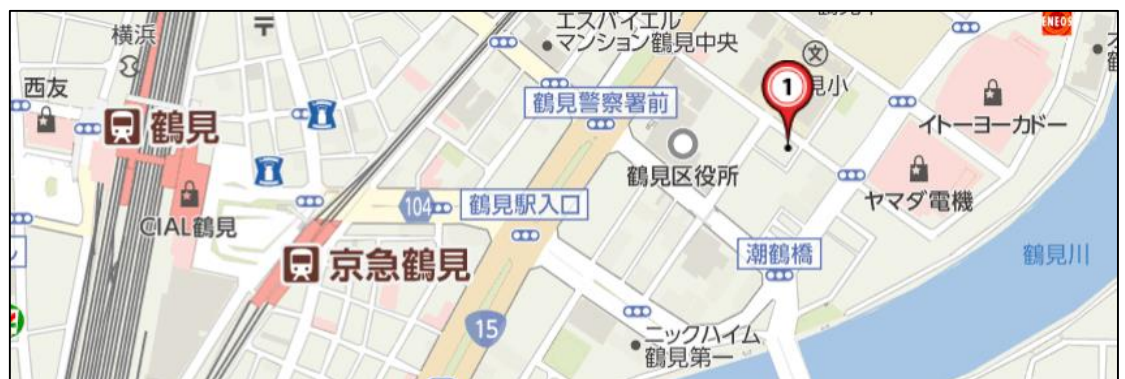 横浜
西友
鶴見
CIAL鶴見
エスバイエル
マンション鶴見中央
鶴見警察署前
鶴見区役所
104
鶴見駅入口
京急鶴見
15
ニックハイム
鶴見第一
潮鶴橋
1
文
見小
ENEOS
イトーヨーカドー
ヤマダ電機
鶴見川